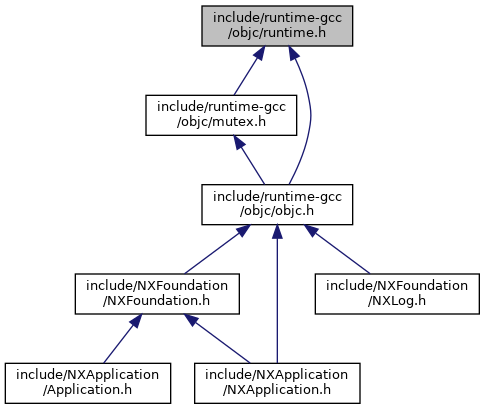 include/runtime-gcc
/objc/runtime.h
include/runtime-gcc
/objc/mutex.h
include/runtime-gcc
/objc/objc.h
include/NXFoundation
/NXFoundation.h
include/NXFoundation
/NXLog.h
include/NXApplication
/Application.h
include/NXApplication
/NXApplication.h